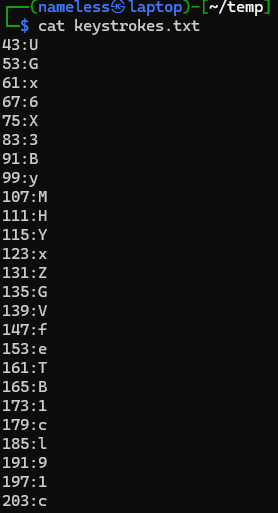 ┌──(nameless㉿laptop)-[~/temp]
└─$ cat keystrokes.txt
43:U
53:G
61:x
67:6
75:X
83:3
91:B
99:y
107:M
111:H
115:Y
123:x
131:Z
135:G
139:V
147:f
153:e
161:T
165:B
173:1
179:c
185:l
191:9
197:1
203:c